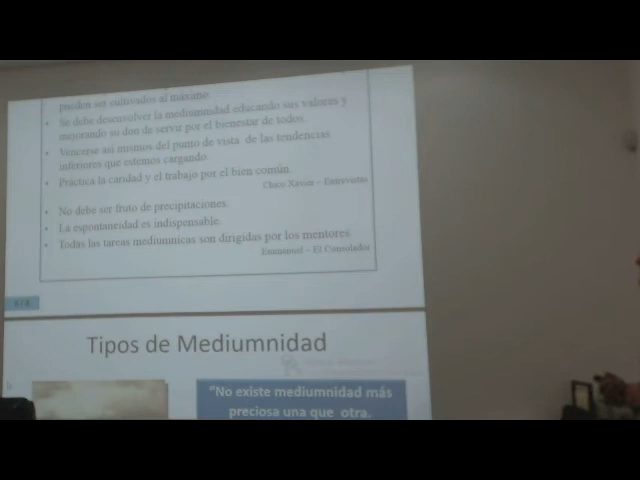 pueden ser cultivados al máximo.
• Se debe desenvolver la mediumnidad educando sus valores y
mejorando su don de servir por el bienestar de todos.
• Vencerse así mismos del punto de vista de las tendencias
inferiores que estemos cargando.
• Práctica la caridad y el trabajo por el bien común.
Chico Xavier – Entrevistas
• No debe ser fruto de precipitaciones.
• La espontaneidad es indispensable.
• Todas las tareas mediumnicas son dirigidas por los mentores.
Emmanuel – El Consolador
Tipos de Mediumnidad
"No existe mediumnidad más
preciosa una que otra.